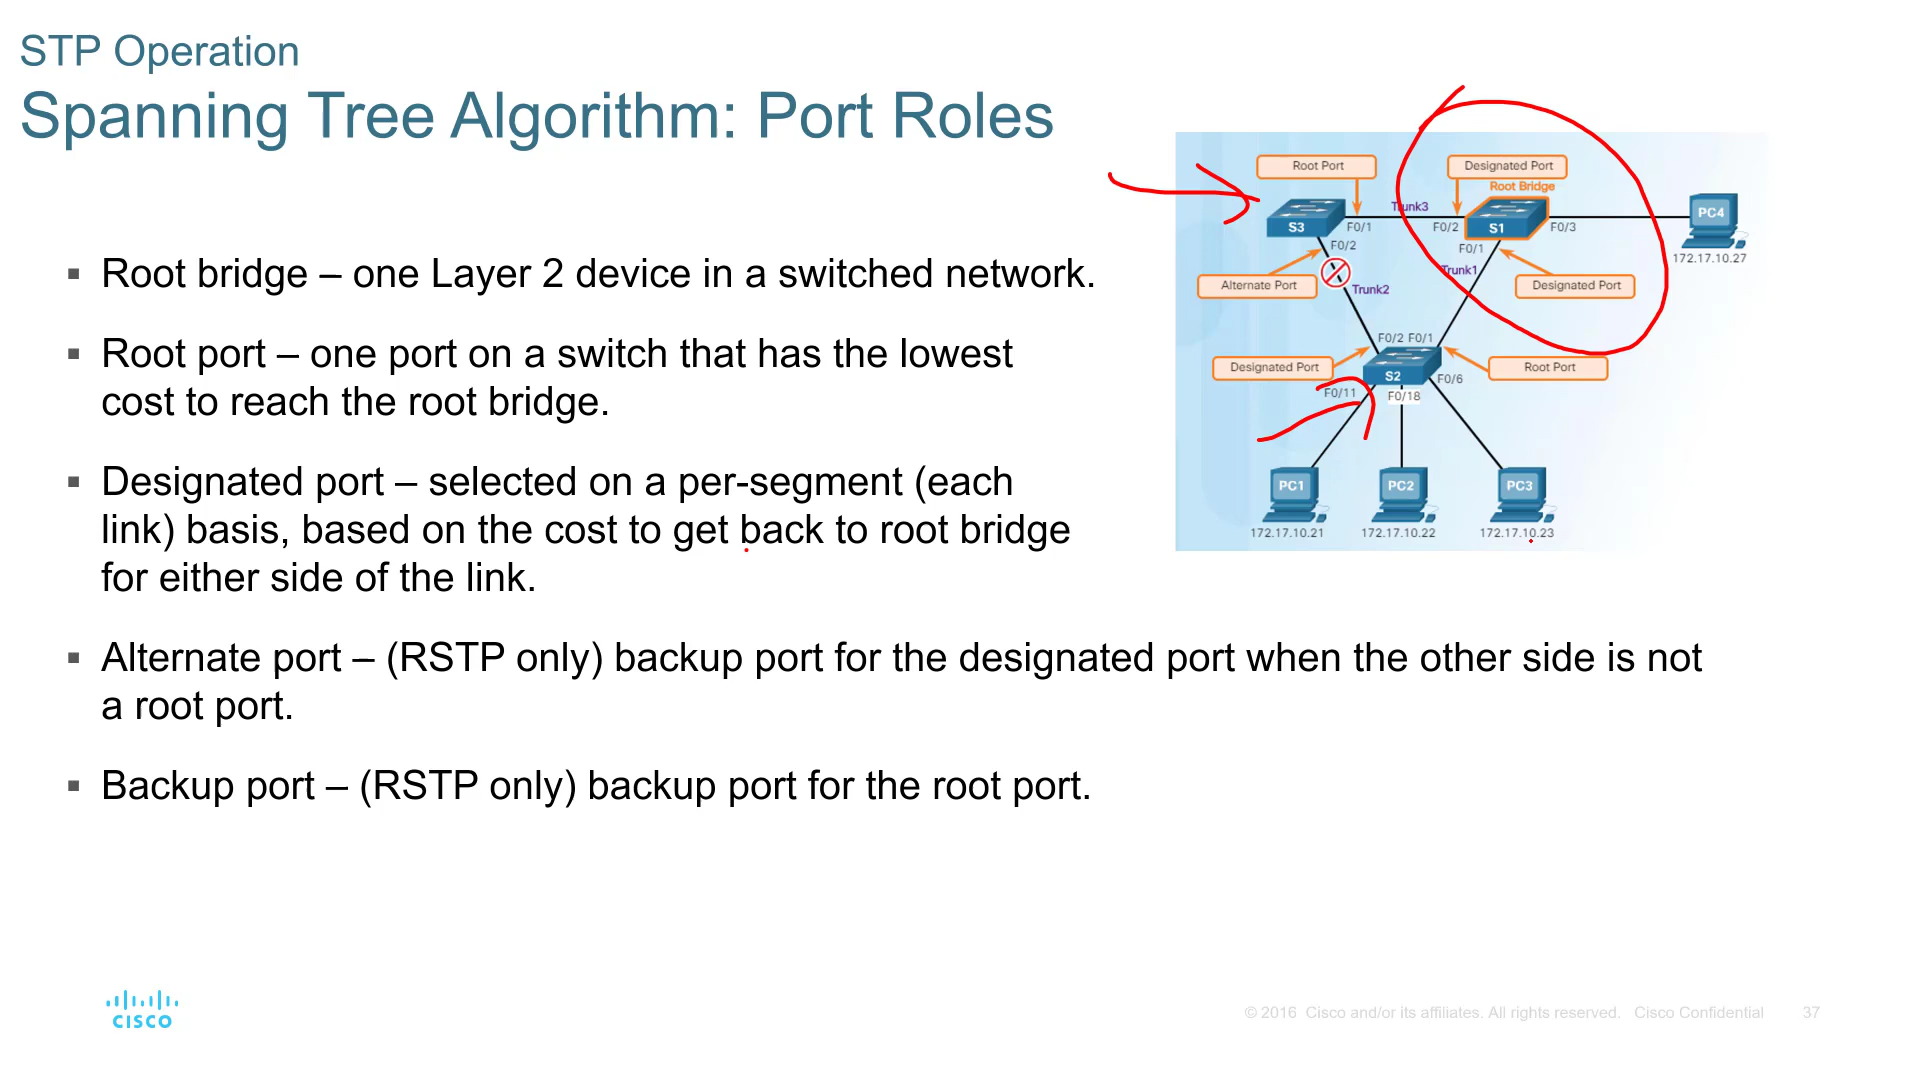 STP Operation
Spanning Tree Algorithm: Port Roles
▪ Root bridge – one Layer 2 device in a switched network.
▪ Root port – one port on a switch that has the lowest
cost to reach the root bridge.
▪ Designated port – selected on a per-segment (each
link) basis, based on the cost to get back to root bridge
for either side of the link.
▪ Alternate port – (RSTP only) backup port for the designated port when the other side is not
a root port.
▪ Backup port – (RSTP only) backup port for the root port.
Root Port
Designated Port
Root Bridge
Trunk3
S3
F0/1
F0/2
S1
F0/3
PC4
172.17.10.27
F0/2
F0/1
Trunk1
Alternate Port
Trunk2
Designated Port
F0/2 F0/1
Designated Port
S2
F0/6
Root Port
F0/11
F0/18
PC1
PC2
PC3
172.17.10.21
172.17.10.22
172.17.10.23
CISCO
© 2016 Cisco and/or its affiliates. All rights reserved. Cisco Confidential
37